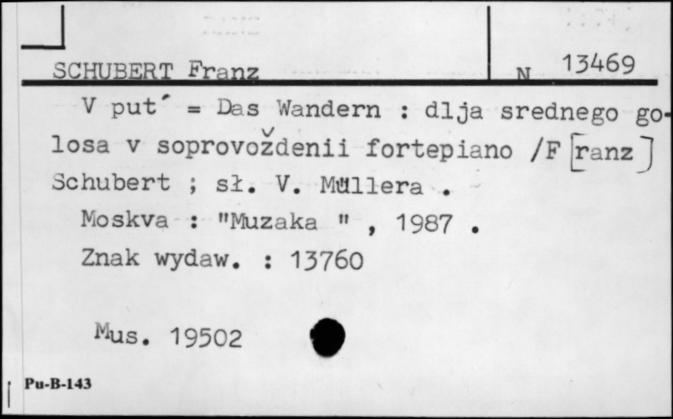 SCHUBERT Franz N 13469
V put´ = Das Wandern : dlja srednego go-
losa v soprovoždenii fortepiano /F [ranz]
Schubert ; sł. V. Müllera .
Moskva : "Muzaka " , 1987 .
Znak wydaw. : 13760
Mus. 19502
Pu-B-143